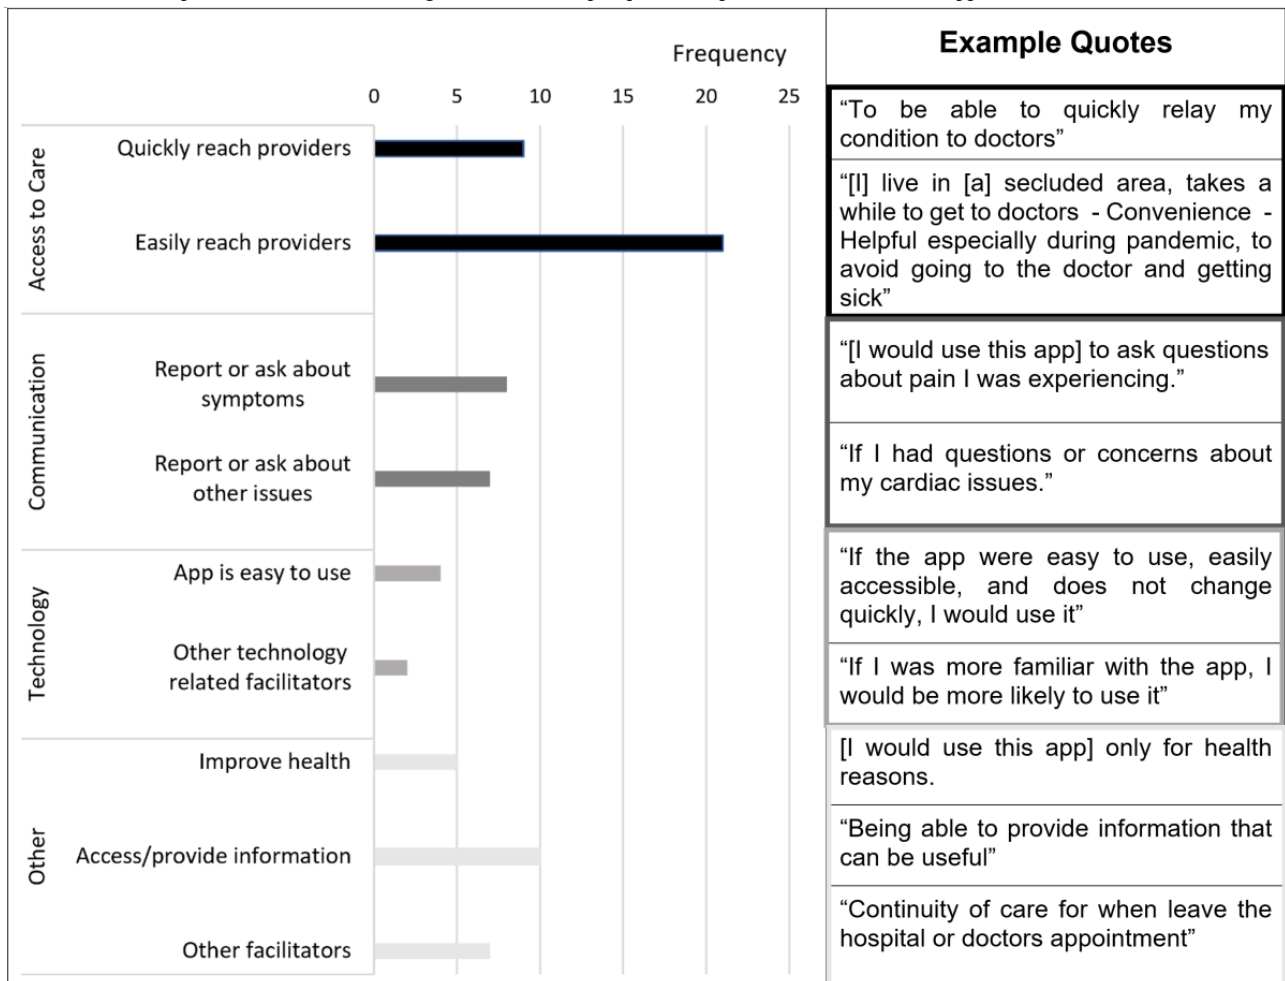 Frequency
0 5 10 15 20 25
Access to Care
Quickly reach providers
Easily reach providers
Communication
Report or ask about
symptoms
Report or ask about
other issues
Technology
App is easy to use
Other technology
related facilitators
Other
Improve health
Access/provide information
Other facilitators
Example Quotes
“To be able to quickly relay my
condition to doctors”
“[I] live in [a] secluded area, takes a
while to get to doctors - Convenience -
Helpful especially during pandemic, to
avoid going to the doctor and getting
sick”
“[I would use this app] to ask questions
about pain I was experiencing.”
“If I had questions or concerns about
my cardiac issues.”
“If the app were easy to use, easily
accessible, and does not change
quickly, I would use it”
“If I was more familiar with the app, I
would be more likely to use it”
[I would use this app] only for health
reasons.
“Being able to provide information that
can be useful”
“Continuity of care for when leave the
hospital or doctors appointment”